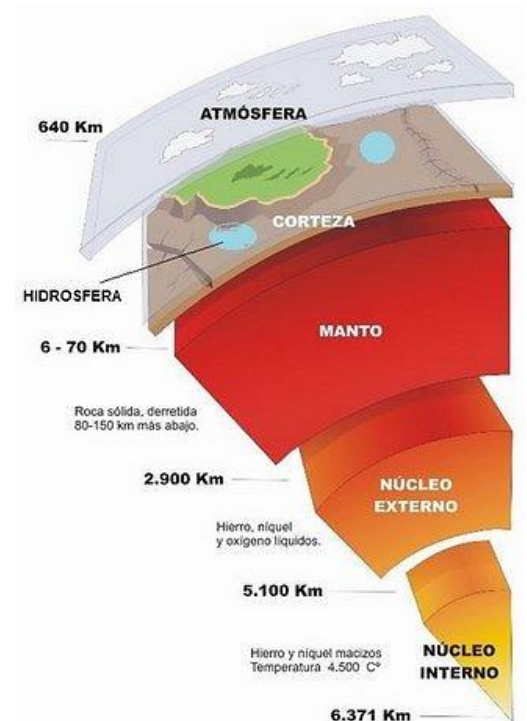 ATMÓSFERA
640 Km
CORTEZA
HIDROSFERA
MANTO
6 - 70 Km
Roca sólida, derretida
80-150 km más abajo.
2.900 Km
NÚCLEO
EXTERNO
Hierro, níquel
y oxígeno líquidos.
5.100 Km
Hierro y níquel macizos
Temperatura 4.500 Cº
NÚCLEO
INTERNO
6.371 Km